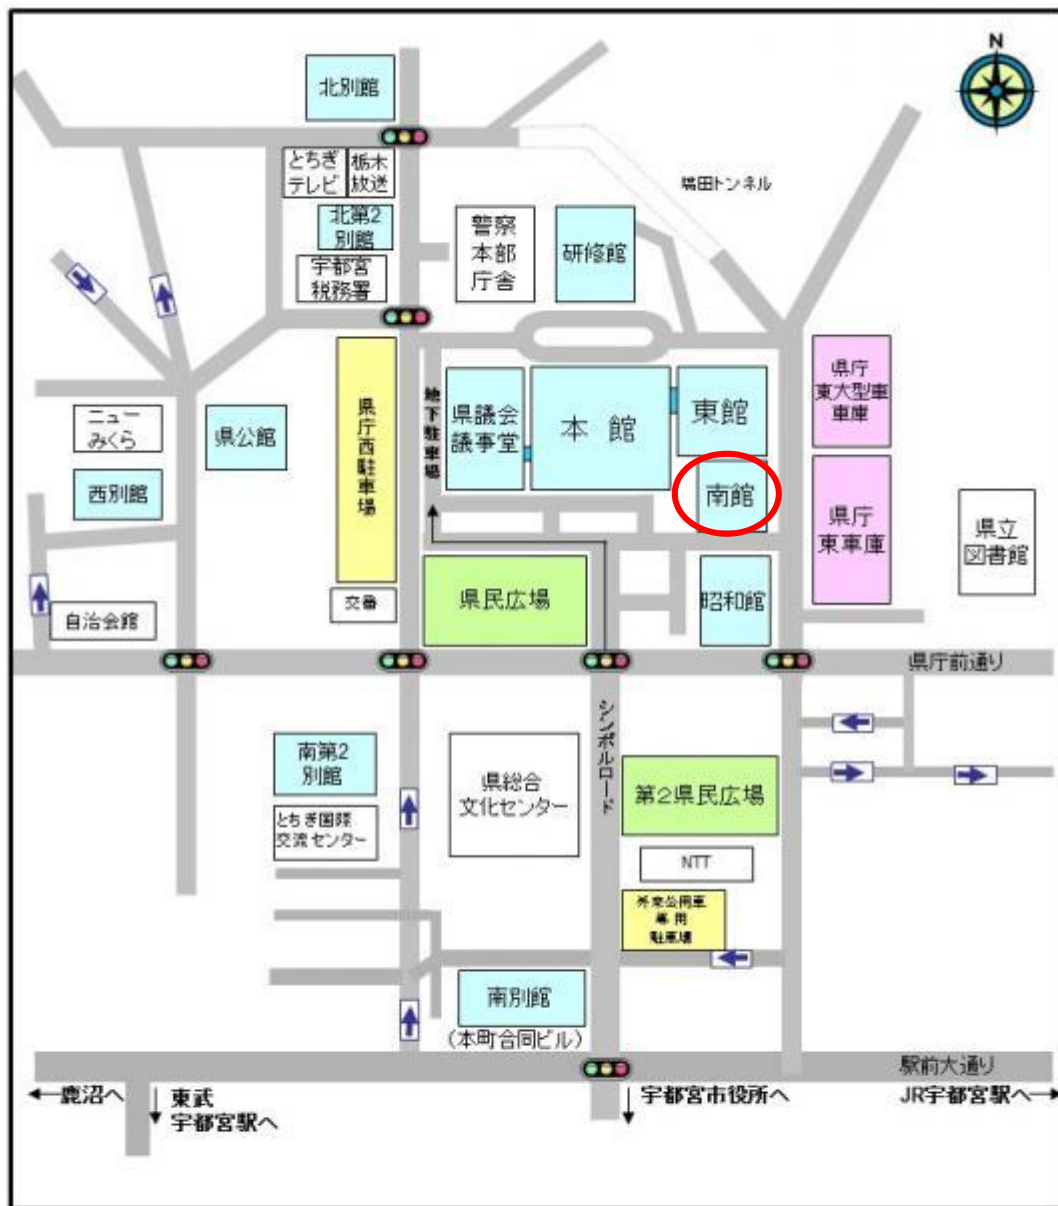 N
北別館
とちぎ
テレビ
栃木
放送
塙田トンネル
北第2
別館
警察
本部
庁舎
研修館
宇都宮
税務署
県庁西駐車場
地下駐車場
県議会
議事堂
本 館
東館
県庁
東大型車
車庫
ニュー
みくら
県公館
西別館
南館
県庁
東車庫
県立
図書館
県民広場
昭和館
交番
自治会館
県庁前通り
シンボルロード
南第2
別館
県総合
文化センター
第2県民広場
とちぎ国際
交流センター
NTT
外来公用車
専 用
駐車場
南別館
(本町合同ビル)
駅前大通り
鹿沼へ
東武
宇都宮駅へ
宇都宮市役所へ
JR宇都宮駅へ